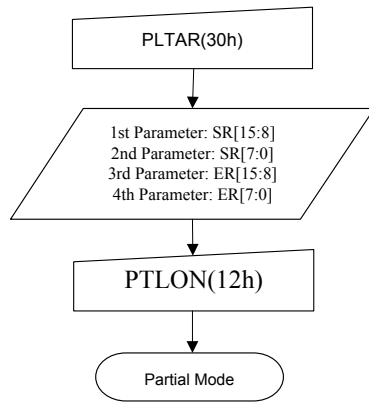 PLTAR(30h)
1st Parameter: SR[15:8]
2nd Parameter: SR[7:0]
3rd Parameter: ER[15:8]
4th Parameter: ER[7:0]
PTLON(12h)
Partial Mode